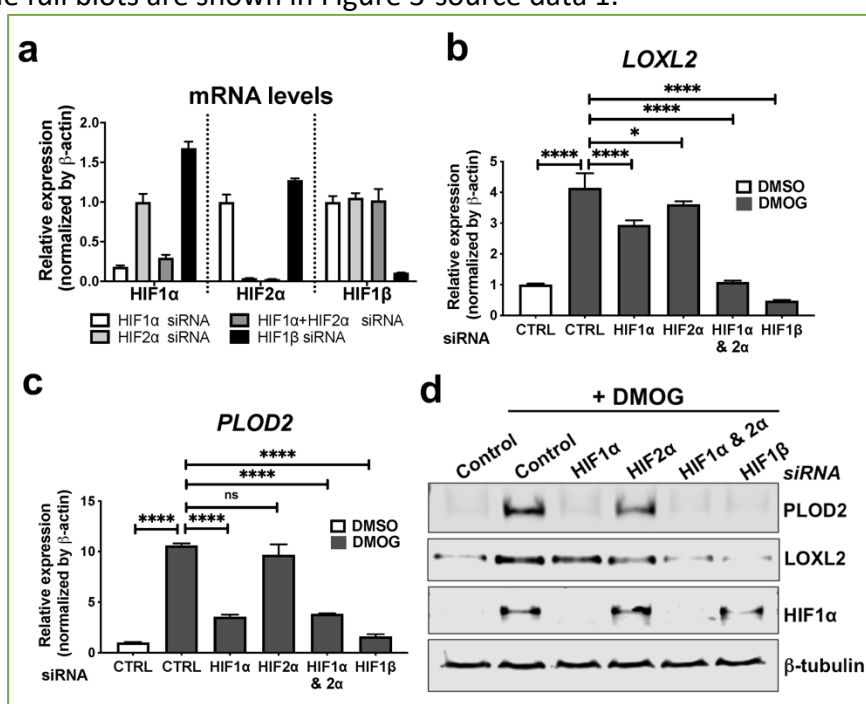 The full blots are shown in Figure 3-source data 1.
a
mRNA levels
Relative expression
(normalized by β-actin)
2.0
1.5
1.0
0.5
0.0
HIF1α HIF2α HIF1β
HIF1α siRNA HIF1α+HIF2α siRNA
HIF2α siRNA HIF1β siRNA
b
LOXL2
****
****
*
**** ****
Relative expression
(normalized by β-actin)
5
4
3
2
1
0
DMSO
DMOG
siRNA CTRL CTRL HIF1α HIF2α HIF1α HIF1β
& 2α
c
PLOD2
****
****
ns
**** ****
Relative expression
(normalized by β-actin)
15
10
5
0
DMSO
DMOG
siRNA CTRL CTRL HIF1α HIF2α HIF1α HIF1β
& 2α
d
+ DMOG
Control Control HIF1α HIF2α HIF1α & 2α HIF1β siRNA
PLOD2
LOXL2
HIF1α
β-tubulin